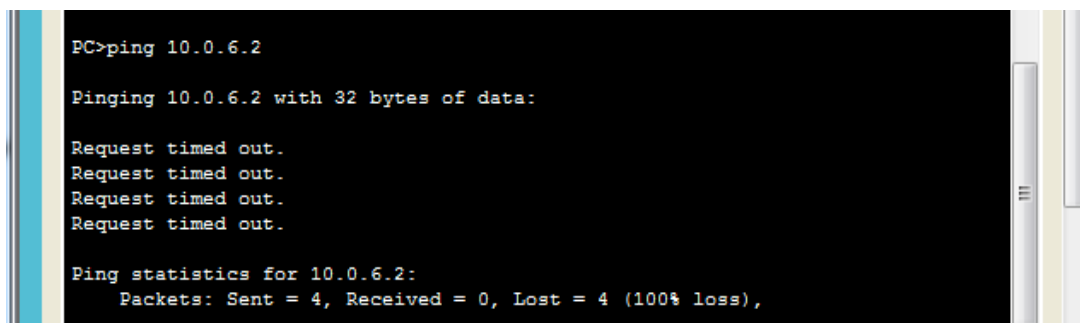 PC>ping 10.0.6.2
Pinging 10.0.6.2 with 32 bytes of data:
Request timed out.
Request timed out.
Request timed out.
Request timed out.
Ping statistics for 10.0.6.2:
Packets: Sent = 4, Received = 0, Lost = 4 (100% loss),